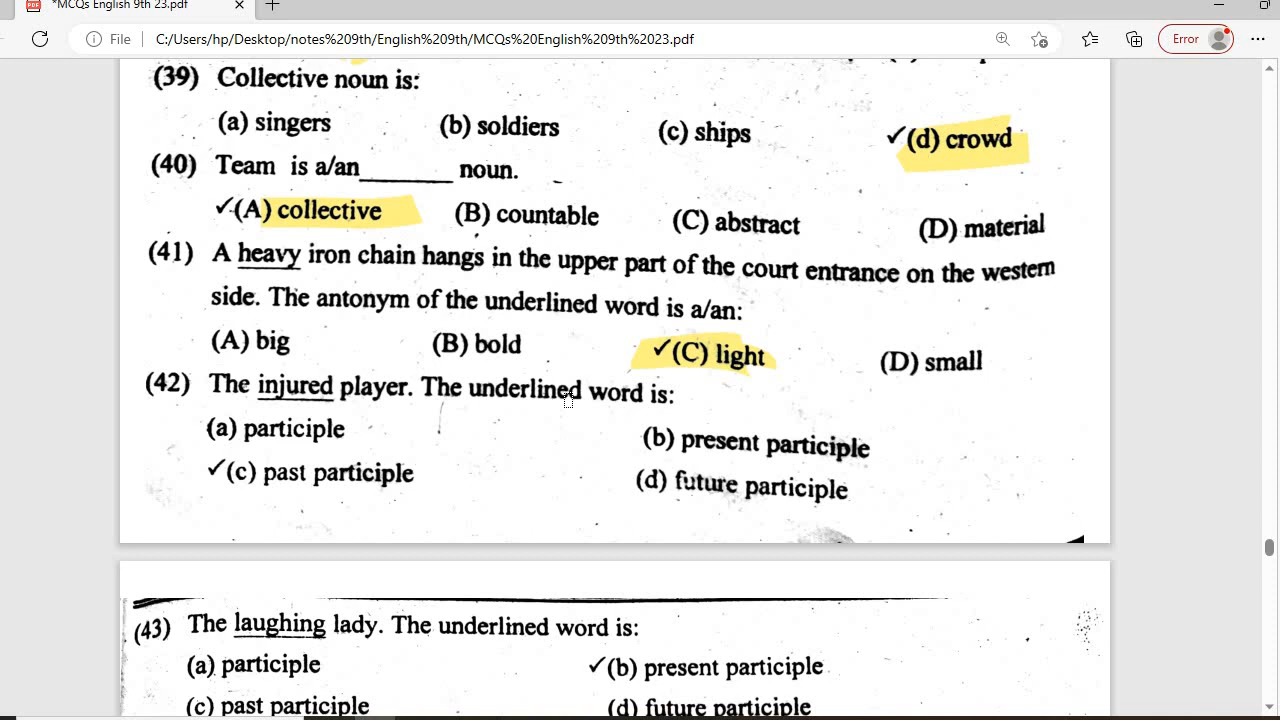 *MCQs English 9th 23.pdf
File C:/Users/hp/Desktop/notes%209th/English%209th/MCQs%20English%209th%2023.pdf Error
(39) Collective noun is:
(a) singers (b) soldiers (c) ships ✓(d) crowd
(40) Team is a/an________ noun.
✓(A) collective (B) countable (C) abstract (D) material
(41) A heavy iron chain hangs in the upper part of the court entrance on the western
side. The antonym of the underlined word is a/an:
(A) big (B) bold ✓(C) light (D) small
(42) The injured player. The underlined word is:
(a) participle (b) present participle
✓(c) past participle (d) future participle
(43) The laughing lady. The underlined word is:
(a) participle ✓(b) present participle
(c) past participle (d) future participle